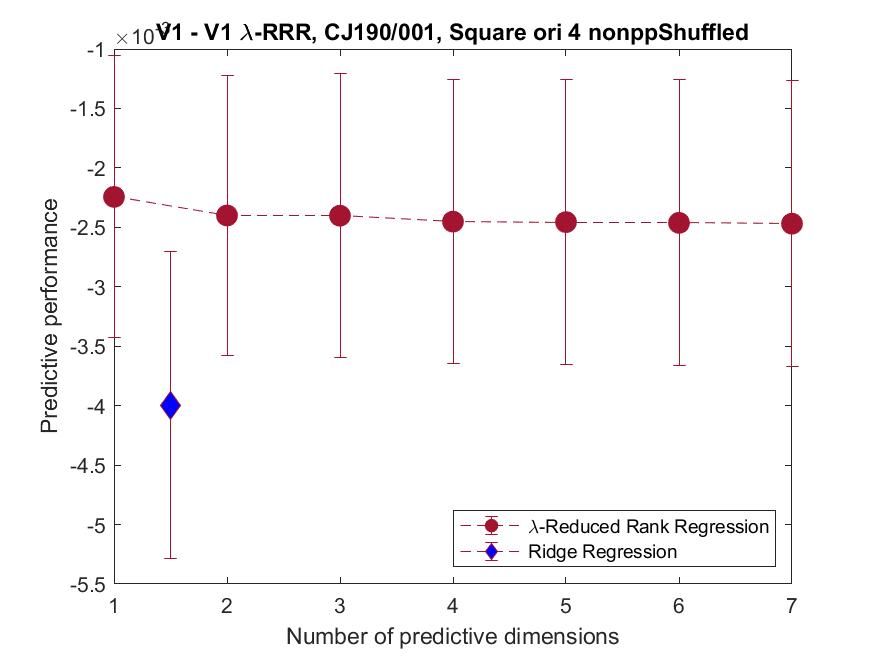 ×10⁻³
V1 - V1 λ-RRR, CJ190/001, Square ori 4 nonppShuffled
-1
-1.5
-2
-2.5
-3
-3.5
-4
-4.5
-5
-5.5
Predictive performance
λ-Reduced Rank Regression
Ridge Regression
1 2 3 4 5 6 7
Number of predictive dimensions